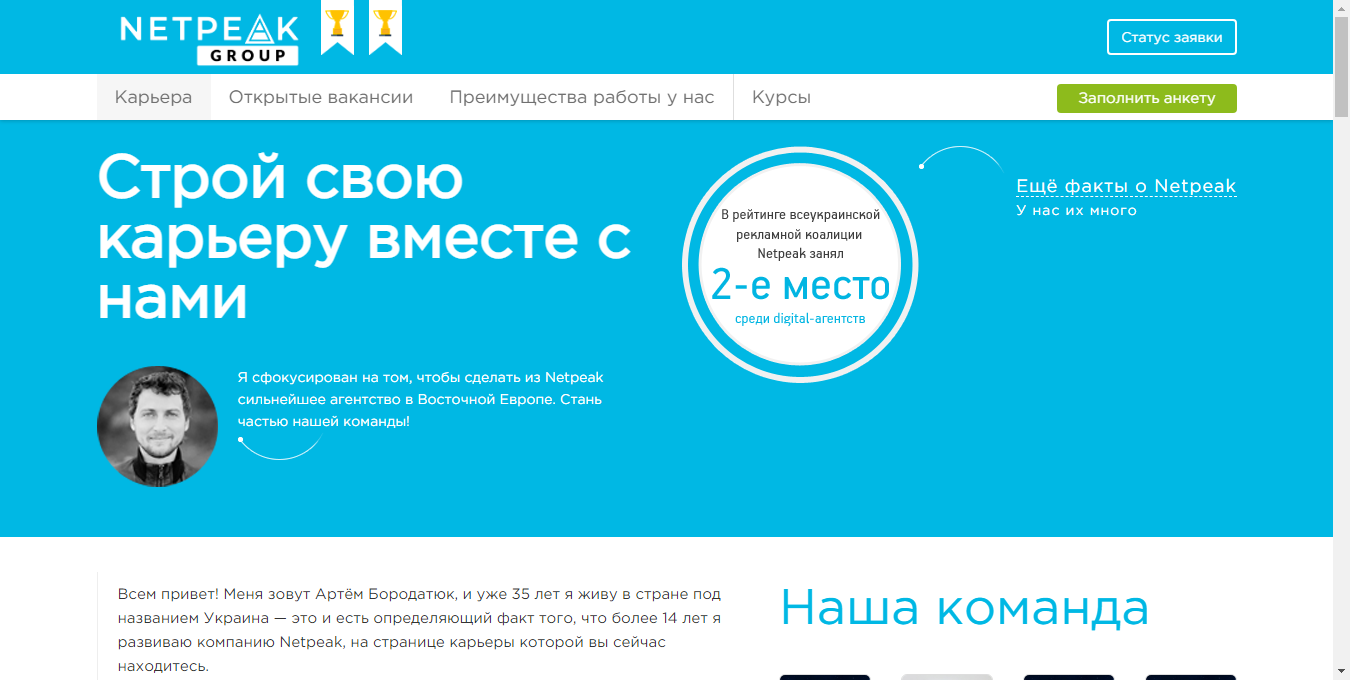 NETPEAK
GROUP
Статус заявки
Карьера
Открытые вакансии
Преимущества работы у нас
Курсы
Заполнить анкету
Строй свою
карьеру вместе с
нами
В рейтинге всеукраинской
рекламной коалиции
Netpeak занял
2-е место
среди digital-агентств
Ещё факты о Netpeak
У нас их много
Я сфокусирован на том, чтобы сделать из Netpeak
сильнейшее агентство в Восточной Европе. Стань
частью нашей команды!
Всем привет! Меня зовут Артём Бородатюк, и уже 35 лет я живу в стране под
названием Украина — это и есть определяющий факт того, что более 14 лет я
развиваю компанию Netpeak, на странице карьеры которой вы сейчас
находитесь.
Наша команда